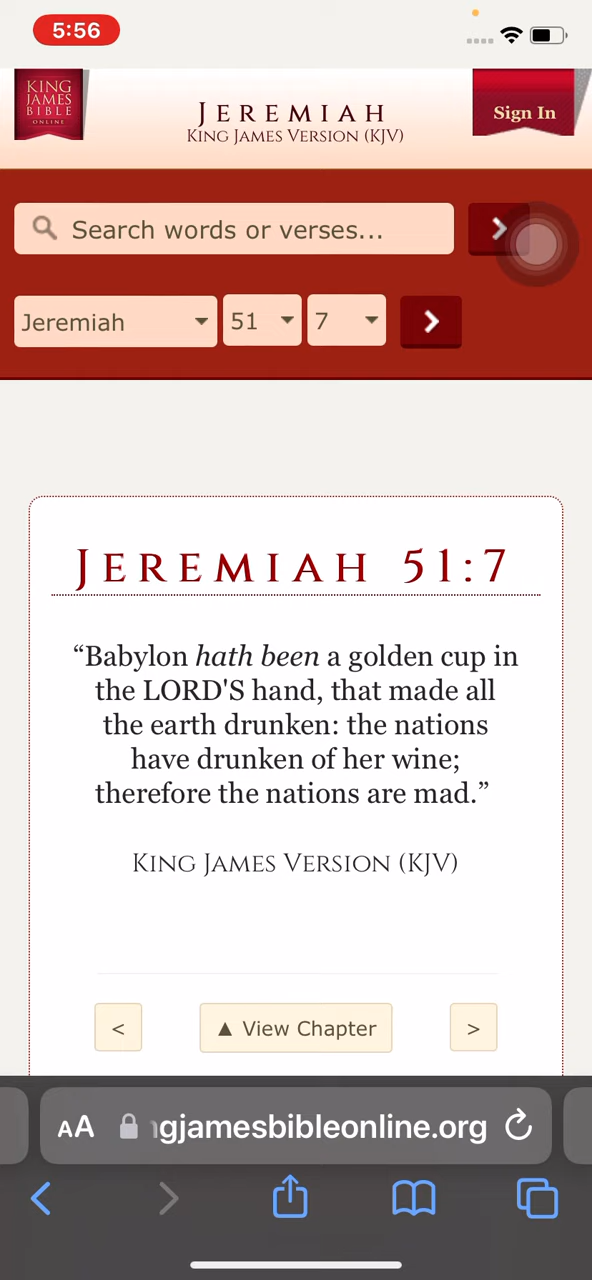 5:56
KING
JAMES
BIBLE
ONLINE
JEREMIAH
KING JAMES VERSION (KJV)
Sign In
Search words or verses...
Jeremiah
51
7
JEREMIAH 51:7
“Babylon hath been a golden cup in
the LORD'S hand, that made all
the earth drunken: the nations
have drunken of her wine;
therefore the nations are mad.”
KING JAMES VERSION (KJV)
<
▲ View Chapter
>
AA
ngjamesbibleonline.org